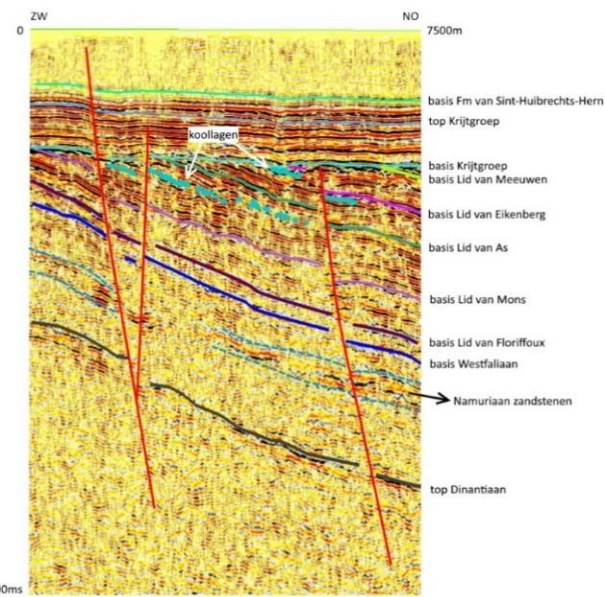 ZW
NO
0
7500m
basis Fm van Sint-Huibrechts-Hern
top Krijtgroep
koollagen
basis Krijtgroep
basis Lid van Meeuwen
basis Lid van Eikenberg
basis Lid van As
basis Lid van Mons
basis Lid van Floriffoux
basis Westfaliaan
Namuriaan zandstenen
top Dinantiaan
0ms